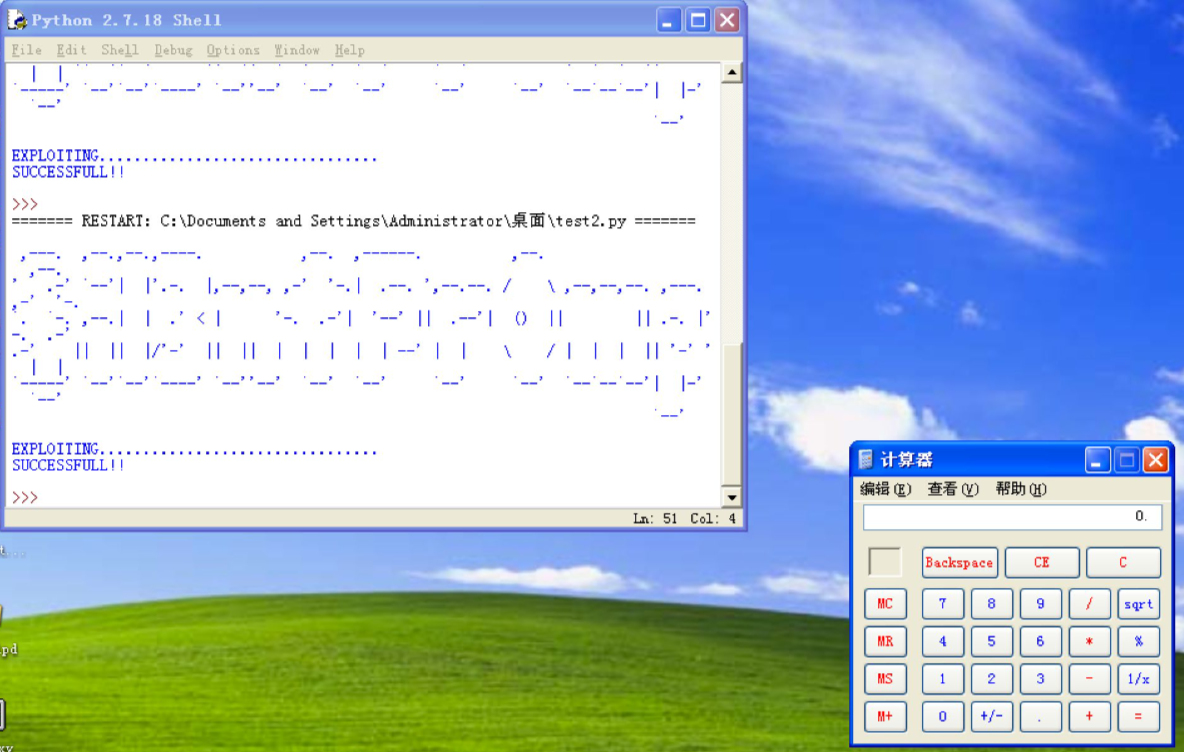 Python 2.7.18 Shell
File Edit Shell Debug Options Window Help
EXPLOITING................................
SUCCESSFULL!!
>>>
======= RESTART: C:\Documents and Settings\Administrator\桌面\test2.py =======
EXPLOITING................................
SUCCESSFULL!!
>>>
Ln: 51 Col: 4
计算器
编辑(E) 查看(V) 帮助(H)
0.
Backspace CE C
MC 7 8 9 / sqrt
MR 4 5 6 * %
MS 1 2 3 - 1/x
M+ 0 +/- . + =